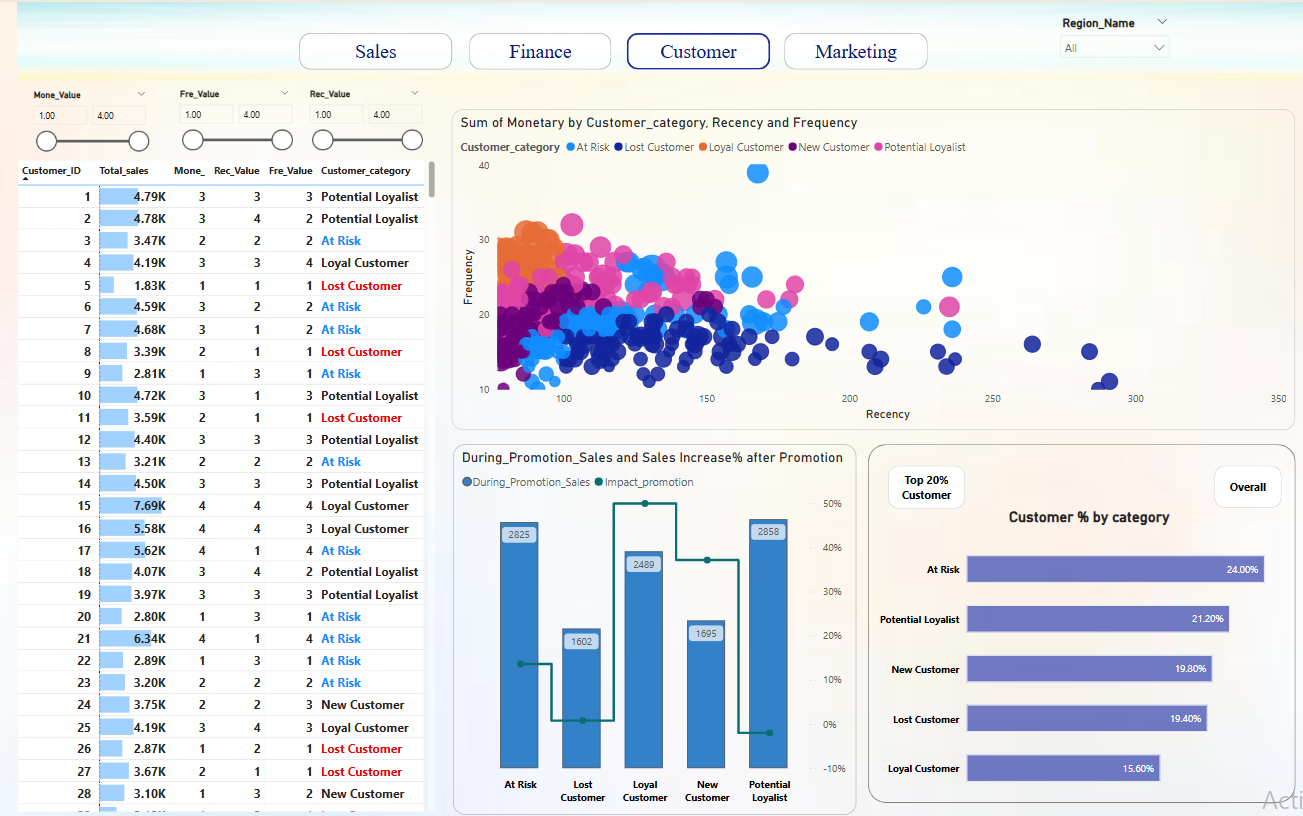 Region_Name
All
Sales Finance Customer Marketing
Mone_Value Fre_Value Rec_Value
1.00 4.00 1.00 4.00 1.00 4.00
Customer_ID Total_sales Mone_ Rec_Value Fre_Value Customer_category
1 4.79K 3 3 3 Potential Loyalist
2 4.78K 3 4 2 Potential Loyalist
3 3.47K 2 2 2 At Risk
4 4.19K 3 3 4 Loyal Customer
5 1.83K 1 1 1 Lost Customer
6 4.59K 3 2 2 At Risk
7 4.68K 3 1 2 At Risk
8 3.39K 2 1 1 Lost Customer
9 2.81K 1 3 1 At Risk
10 4.72K 3 1 3 Potential Loyalist
11 3.59K 2 1 1 Lost Customer
12 4.40K 3 3 3 Potential Loyalist
13 3.21K 2 2 2 At Risk
14 4.50K 3 3 3 Potential Loyalist
15 7.69K 4 4 4 Loyal Customer
16 5.58K 4 4 3 Loyal Customer
17 5.62K 4 1 4 At Risk
18 4.07K 3 4 2 Potential Loyalist
19 3.97K 3 3 3 Potential Loyalist
20 2.80K 1 3 1 At Risk
21 6.34K 4 1 4 At Risk
22 2.89K 1 3 1 At Risk
23 3.20K 2 2 2 At Risk
24 3.75K 2 2 3 New Customer
25 4.19K 3 4 3 Loyal Customer
26 2.87K 1 2 1 Lost Customer
27 3.67K 2 1 1 Lost Customer
28 3.10K 1 3 2 New Customer
Sum of Monetary by Customer_category, Recency and Frequency
Customer_category At Risk Lost Customer Loyal Customer New Customer Potential Loyalist
40
30
20
10
Frequency
100 150 200 250 300 350
Recency
During_Promotion_Sales and Sales Increase% after Promotion
During_Promotion_Sales Impact_promotion
2825
1602
2489
1695
2858
50%
40%
30%
20%
10%
0%
-10%
At Risk
Lost Customer
Loyal Customer
New Customer
Potential Loyalist
Top 20%
Customer
Overall
Customer % by category
At Risk 24.00%
Potential Loyalist 21.20%
New Customer 19.80%
Lost Customer 19.40%
Loyal Customer 15.60%
Acti